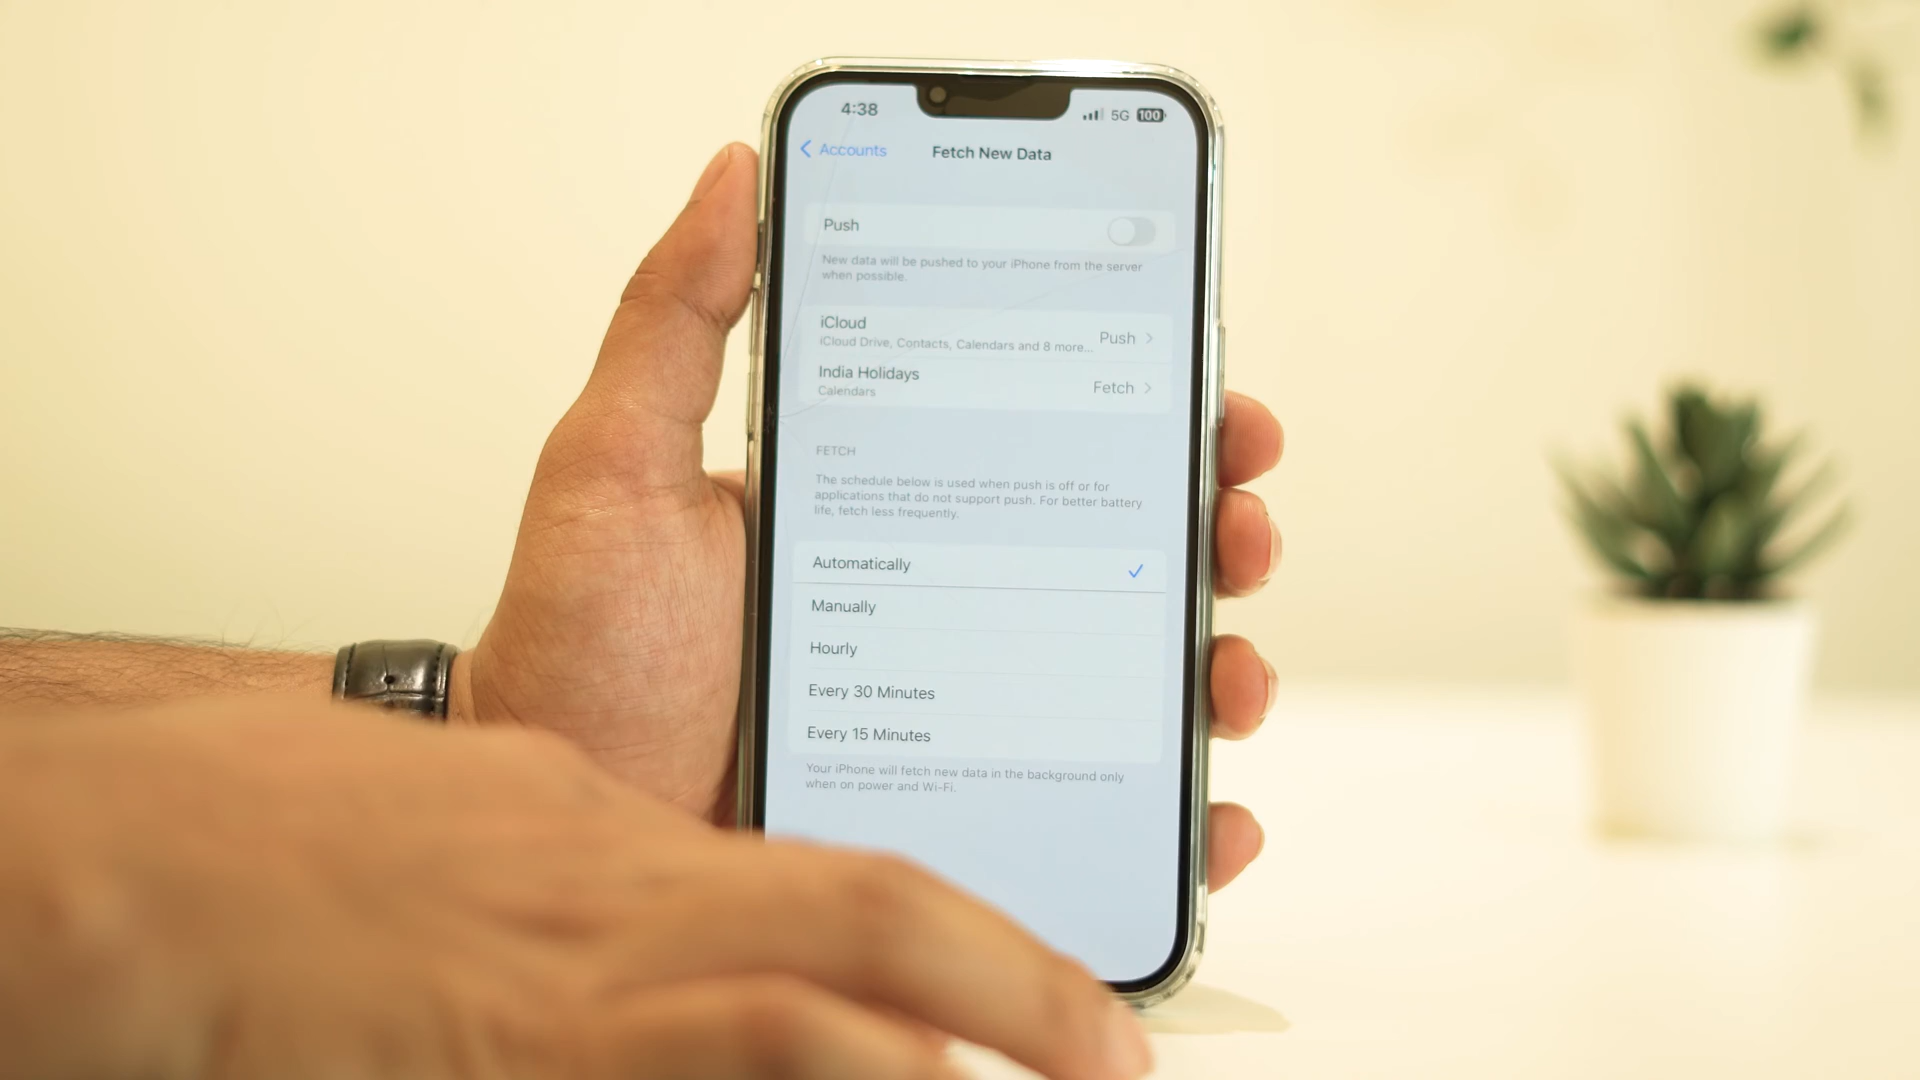 4:38
5G 100
Accounts
Fetch New Data
Push
New data will be pushed to your iPhone from the server
when possible.
iCloud
iCloud Drive, Contacts, Calendars and 8 more...
Push
India Holidays
Calendars
Fetch
FETCH
The schedule below is used when push is off or for
applications that do not support push. For better battery
life, fetch less frequently.
Automatically
Manually
Hourly
Every 30 Minutes
Every 15 Minutes
Your iPhone will fetch new data in the background only
when on power and Wi-Fi.